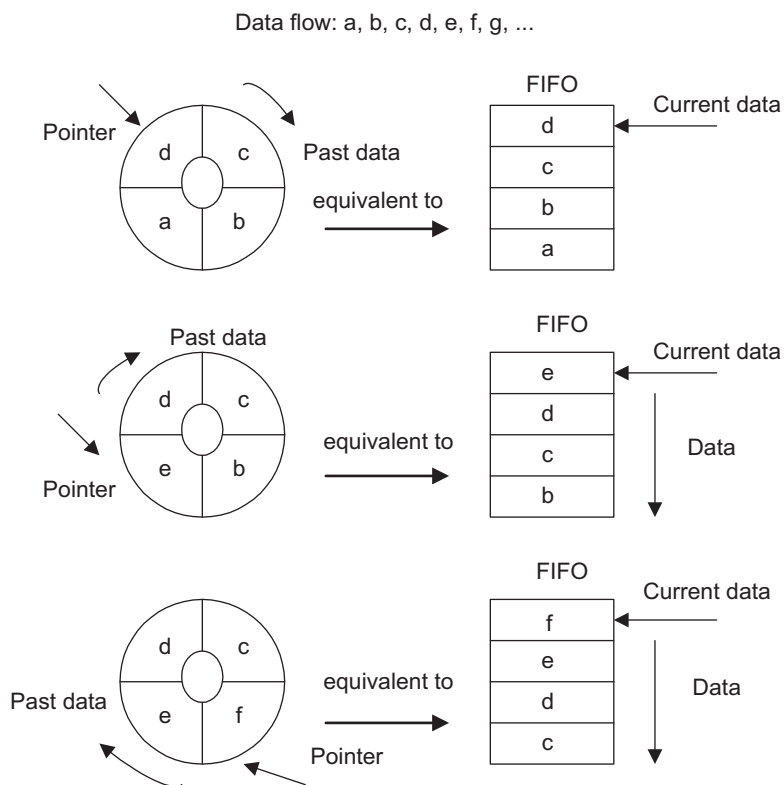 Data flow: a, b, c, d, e, f, g, ...
FIFO
Pointer
d
c
a
b
Past data
equivalent to
Current data
d
c
b
a
Past data
FIFO
d
c
e
b
Pointer
equivalent to
Current data
e
d
c
b
Data
FIFO
d
c
e
f
Past data
Pointer
equivalent to
Current data
f
e
d
c
Data